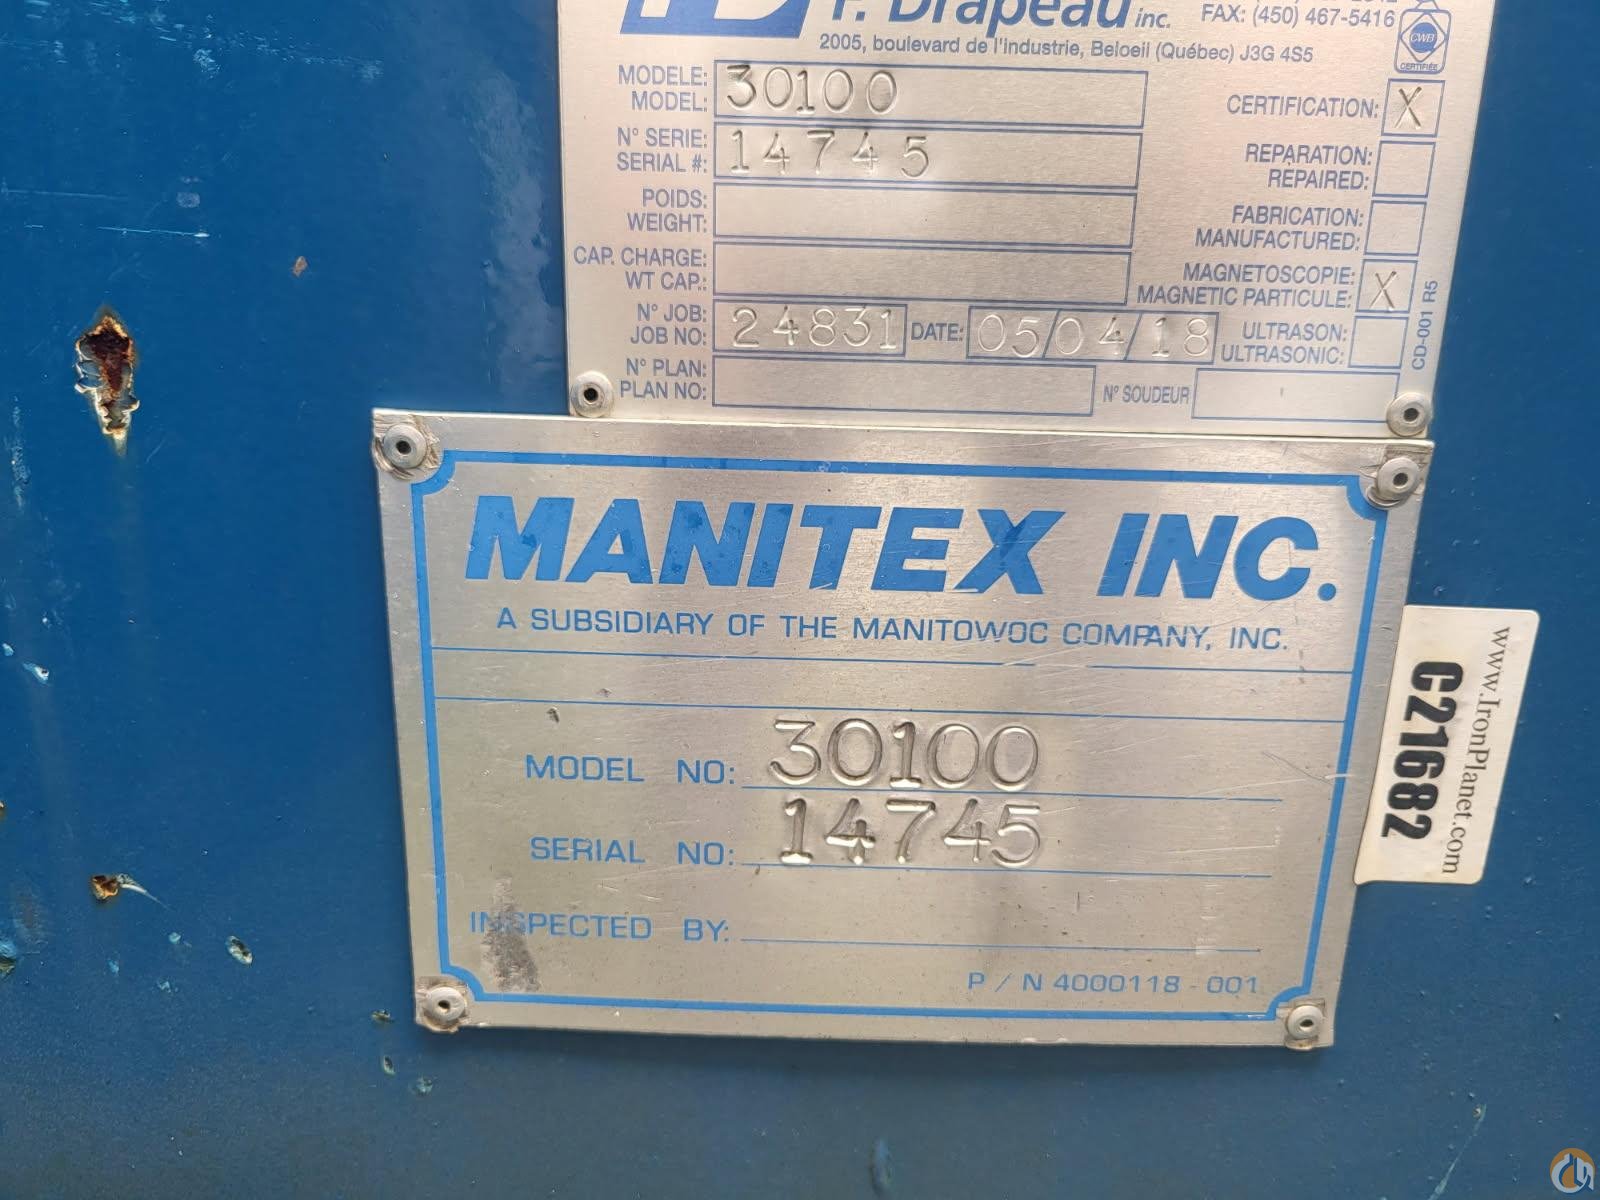 F. Drapeau inc.
FAX: (450) 467-5416
2005, boulevard de l'industrie, Beloeil (Québec) J3G 4S5
CWB
CERTIFIÉE
MODELE: 30100
MODEL:
CERTIFICATION: X
N° SERIE: 14745
SERIAL #:
RÉPARATION:
REPAIRED:
POIDS:
WEIGHT:
FABRICATION:
MANUFACTURED:
CAP. CHARGE:
WT CAP.:
MAGNETOSCOPIE: X
MAGNETIC PARTICULE:
N° JOB: 24831 DATE: 05/04/18
JOB NO:
ULTRASON:
ULTRASONIC:
N° PLAN:
PLAN NO:
N° SOUDEUR
CD-001 R5
MANITEX INC.
A SUBSIDIARY OF THE MANITOWOC COMPANY, INC.
MODEL NO: 30100
SERIAL NO: 14745
INSPECTED BY:
P / N 4000118 - 001
www.IronPlanet.com
C21682